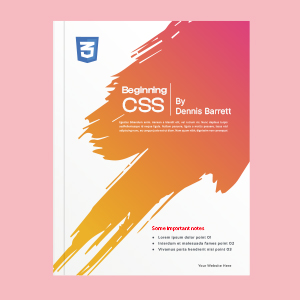 3
Beginning
CSS
By
Dennis Barrett
Some important notes
Lorem ipsum dolor point 01
Interdum et malesuada fames point 02
Vivamus porta hendrerit nisi point 03
Your Website Here